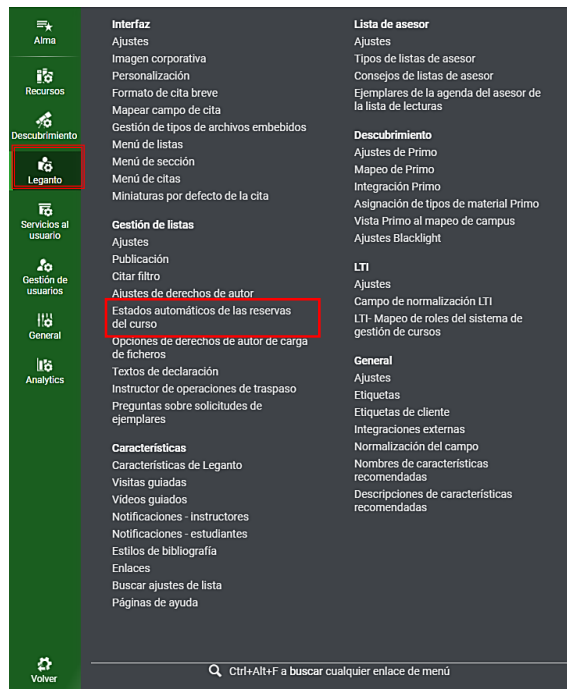 Alma
Recursos
Descubrimiento
Leganto
Servicios al
usuario
Gestión de
usuarios
General
Analytics
Volver
Interfaz
Ajustes
Imagen corporativa
Personalización
Formato de cita breve
Mapear campo de cita
Gestión de tipos de archivos embebidos
Menú de listas
Menú de sección
Menú de citas
Miniaturas por defecto de la cita
Gestión de listas
Ajustes
Publicación
Citar filtro
Ajustes de derechos de autor
Estados automáticos de las reservas
del curso
Opciones de derechos de autor de carga
de ficheros
Textos de declaración
Instructor de operaciones de traspaso
Preguntas sobre solicitudes de
ejemplares
Características
Características de Leganto
Visitas guiadas
Vídeos guiados
Notificaciones - instructores
Notificaciones - estudiantes
Estilos de bibliografía
Enlaces
Buscar ajustes de lista
Páginas de ayuda
Lista de asesor
Ajustes
Tipos de listas de asesor
Consejos de listas de asesor
Ejemplares de la agenda del asesor de
la lista de lecturas
Descubrimiento
Ajustes de Primo
Mapeo de Primo
Integración Primo
Asignación de tipos de material Primo
Vista Primo al mapeo de campus
Ajustes Blacklight
LTI
Ajustes
Campo de normalización LTI
LTI- Mapeo de roles del sistema de
gestión de cursos
General
Ajustes
Etiquetas
Etiquetas de cliente
Integraciones externas
Normalización del campo
Nombres de características
recomendadas
Descripciones de características
recomendadas
Ctrl+Alt+F a buscar cualquier enlace de menú